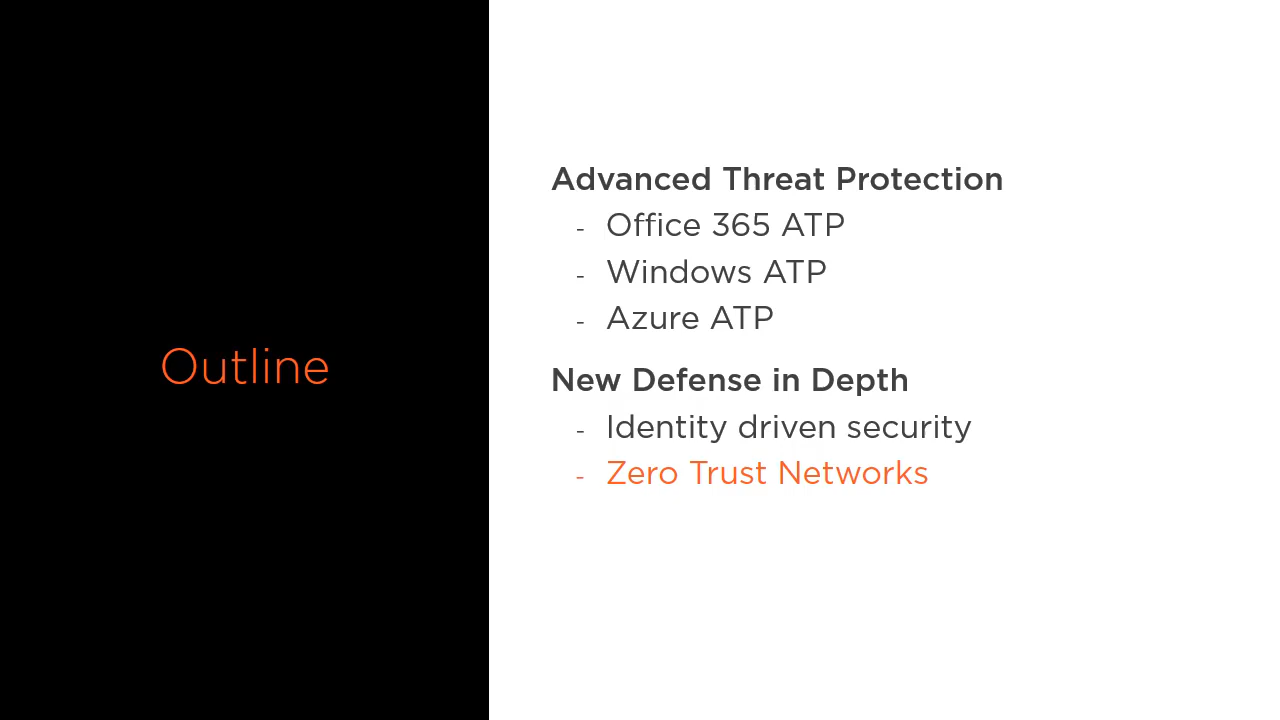 Outline
Advanced Threat Protection
- Office 365 ATP
- Windows ATP
- Azure ATP
New Defense in Depth
- Identity driven security
- Zero Trust Networks